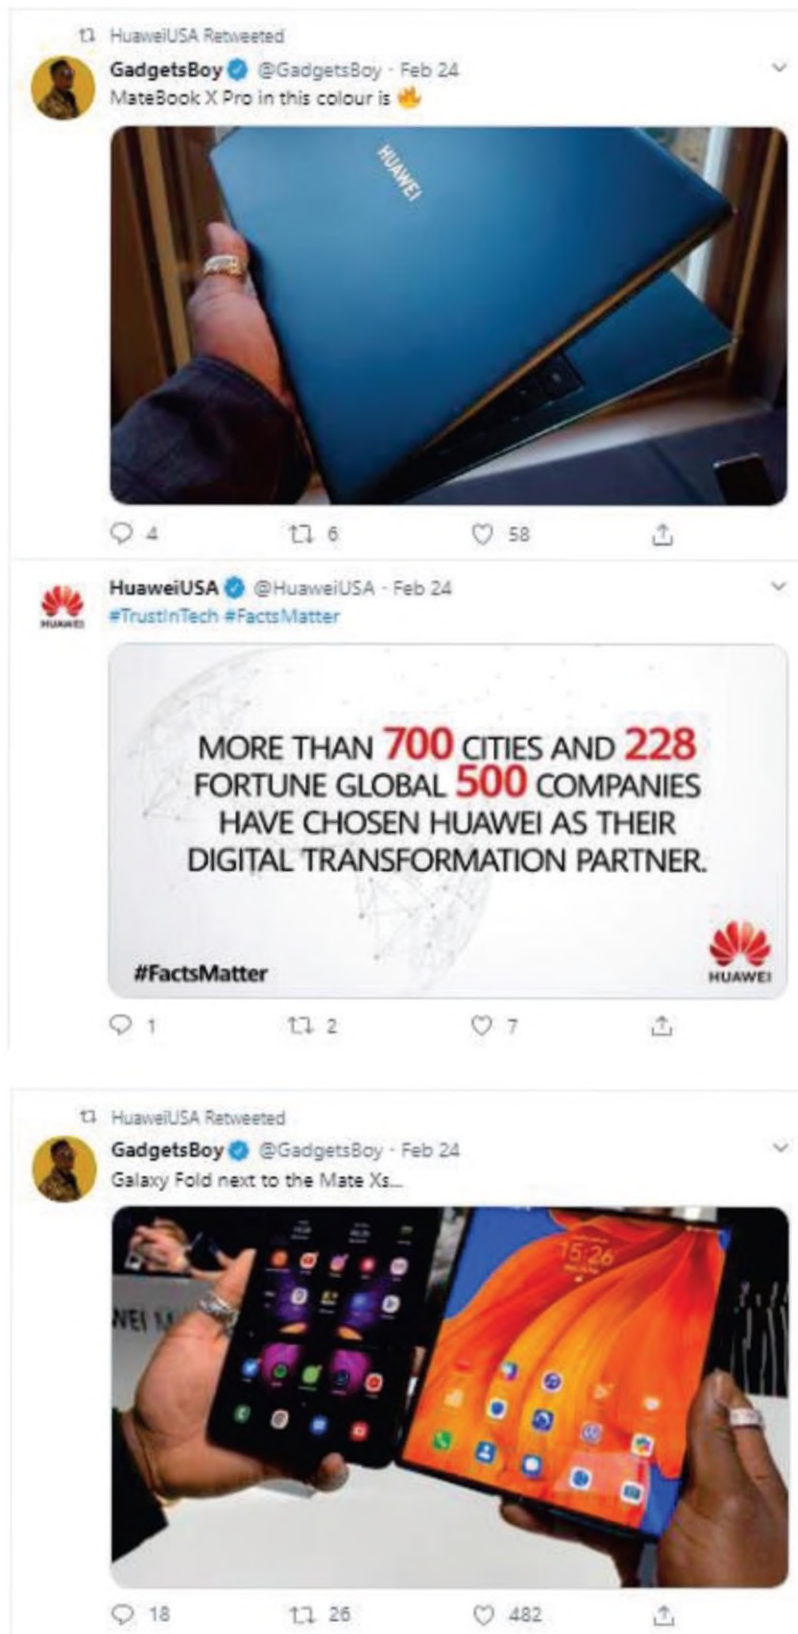 HuaweiUSA Retweeted
GadgetsBoy @GadgetsBoy · Feb 24
MateBook X Pro in this colour is 🔥
HUAWEI
4 6 58
HuaweiUSA @HuaweiUSA · Feb 24
HUAWEI
#TrustInTech #FactsMatter
MORE THAN 700 CITIES AND 228
FORTUNE GLOBAL 500 COMPANIES
HAVE CHOSEN HUAWEI AS THEIR
DIGITAL TRANSFORMATION PARTNER.
#FactsMatter
HUAWEI
1 2 7
HuaweiUSA Retweeted
GadgetsBoy @GadgetsBoy · Feb 24
Galaxy Fold next to the Mate Xs...
15:26
18 26 482